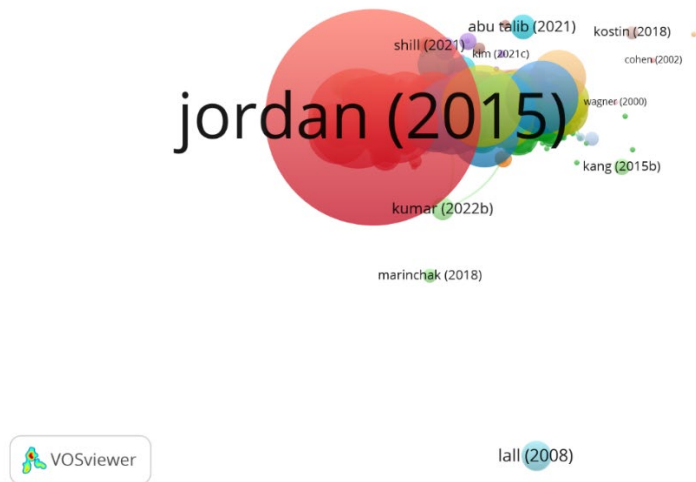 abu talib (2021)
kostin (2018)
shill (2021)
kim (2021c)
cohen (2002)
wagner (2000)
jordan (2015)
kang (2015b)
kumar (2022b)
marinchak (2018)
lall (2008)
VOSviewer